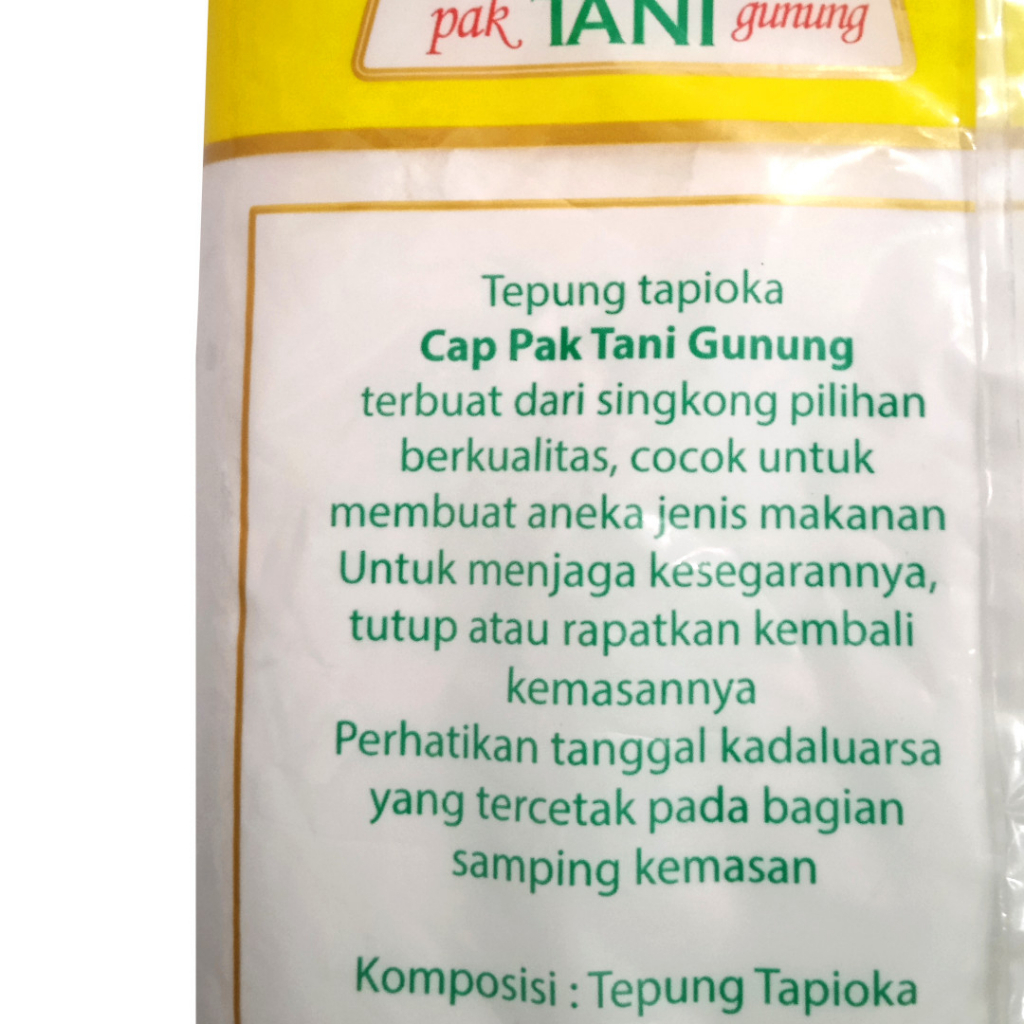 pak TANI gunung
Tepung tapioka
Cap Pak Tani Gunung
terbuat dari singkong pilihan
berkualitas, cocok untuk
membuat aneka jenis makanan
Untuk menjaga kesegarannya,
tutup atau rapatkan kembali
kemasannya
Perhatikan tanggal kadaluarsa
yang tercetak pada bagian
samping kemasan
Komposisi : Tepung Tapioka